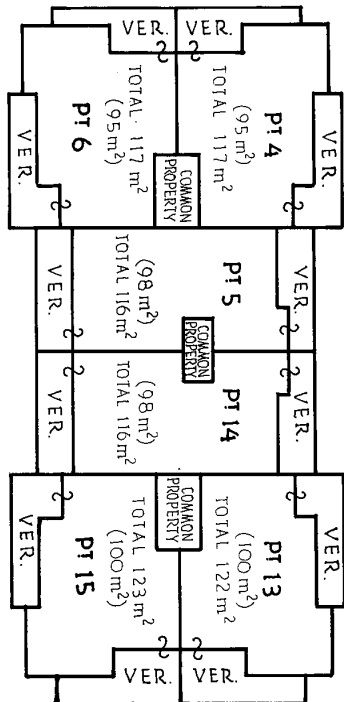 VER.
VER.
VER.
VER.
PT 6
(95 m²)
TOTAL 117 m²
PT 4
(95 m²)
TOTAL 117 m²
COMMON
PROPERTY
VER.
VER.
PT 5
(98 m²)
TOTAL 116 m²
COMMON
PROPERTY
PT 14
(98 m²)
TOTAL 116 m²
VER.
VER.
COMMON
PROPERTY
PT 15
(100 m²)
TOTAL 123 m²
PT 13
(100 m²)
TOTAL 122 m²
VER.
VER.
VER.
VER.